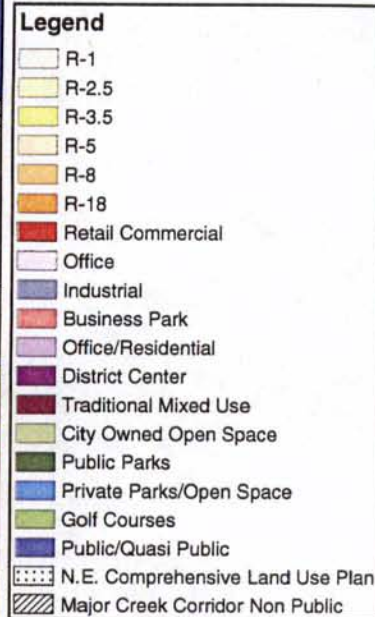 Legend
R-1
R-2.5
R-3.5
R-5
R-8
R-18
Retail Commercial
Office
Industrial
Business Park
Office/Residential
District Center
Traditional Mixed Use
City Owned Open Space
Public Parks
Private Parks/Open Space
Golf Courses
Public/Quasi Public
N.E. Comprehensive Land Use Plan
Major Creek Corridor Non Public